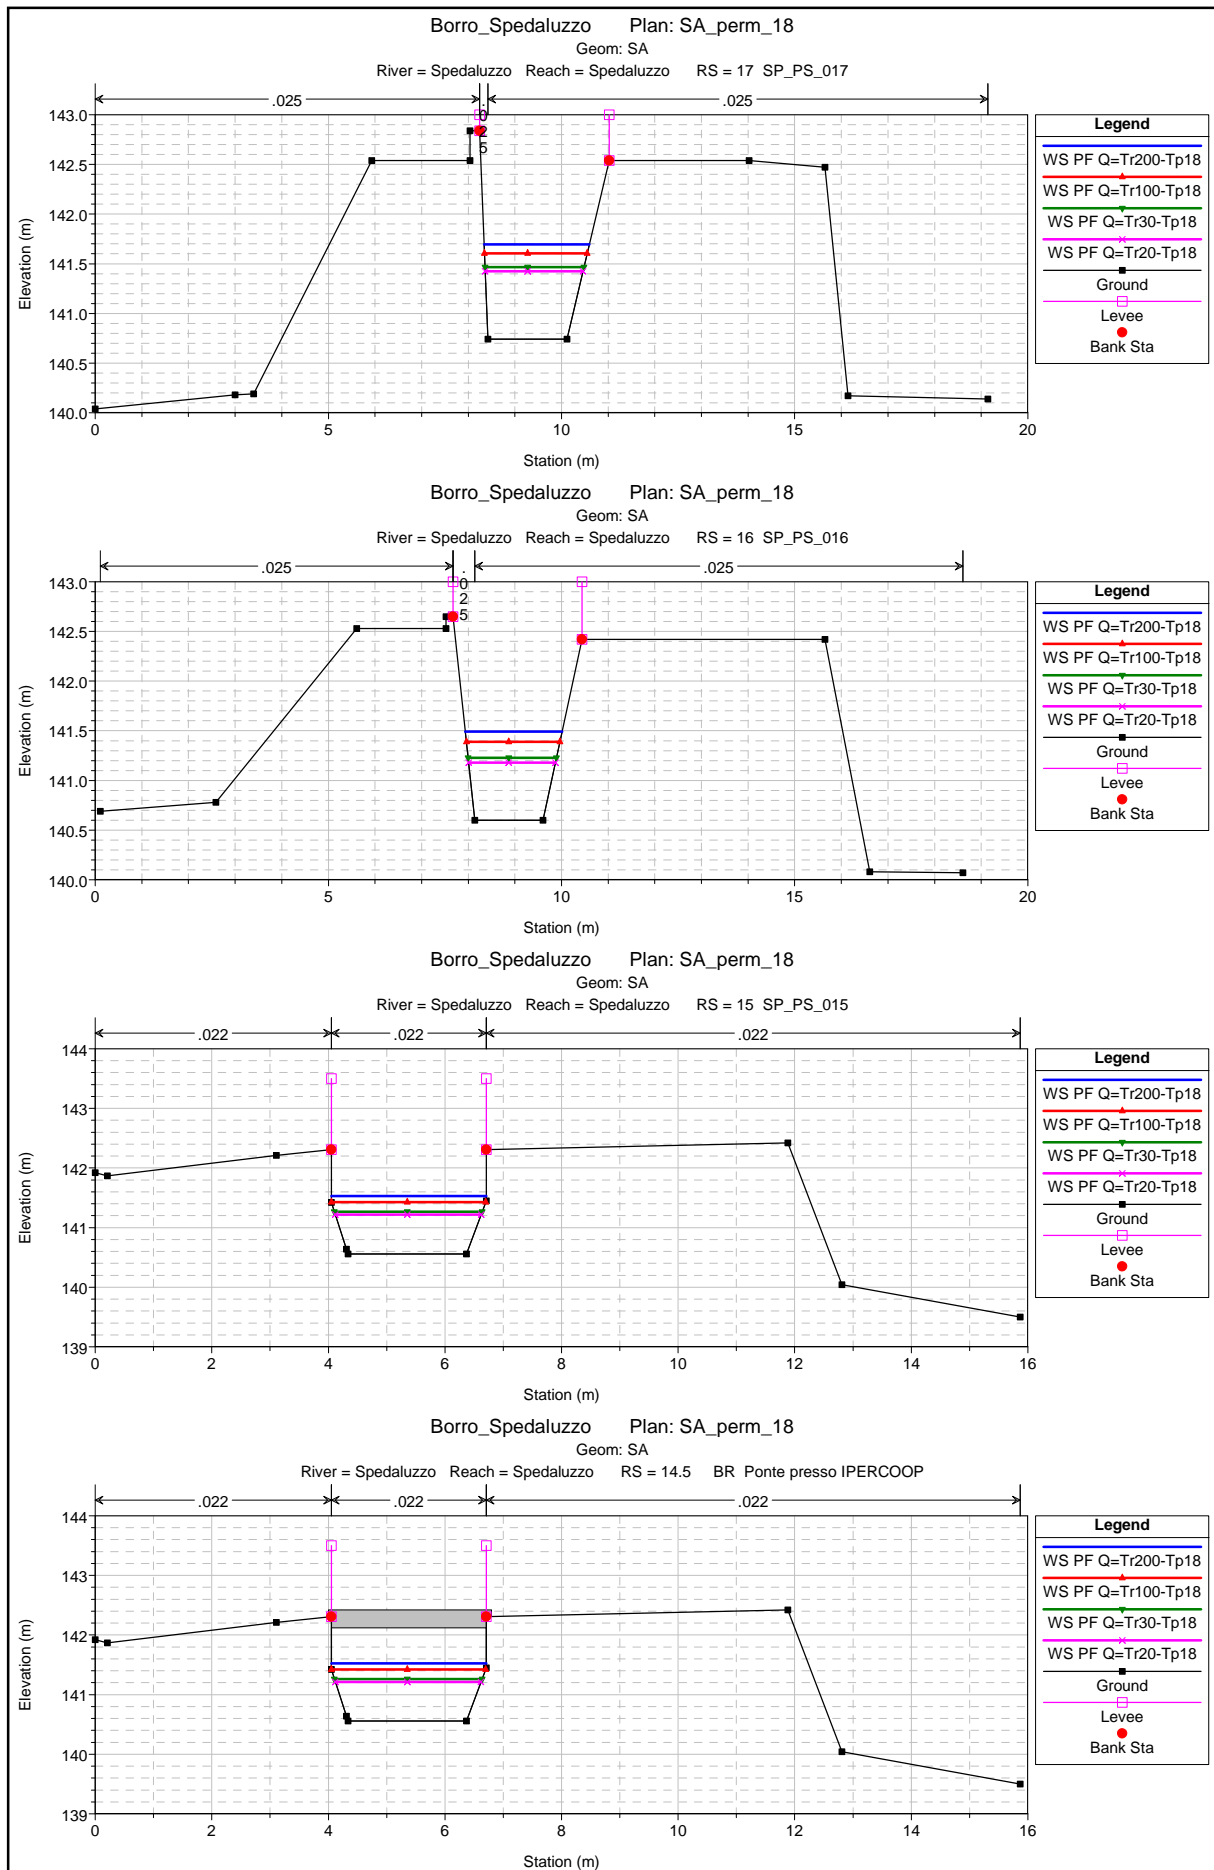 Borro_Spedaluzzo Plan: SA_perm_18
Geom: SA
River = Spedaluzzo Reach = Spedaluzzo RS = 17 SP_PS_017
.025
.025
.025
143.0
142.5
142.0
141.5
141.0
140.5
140.0
Elevation (m)
0
5
10
15
20
Station (m)
Legend
WS PF Q=Tr200-Tp18
WS PF Q=Tr100-Tp18
WS PF Q=Tr30-Tp18
WS PF Q=Tr20-Tp18
Ground
Levee
Bank Sta
Borro_Spedaluzzo Plan: SA_perm_18
Geom: SA
River = Spedaluzzo Reach = Spedaluzzo RS = 16 SP_PS_016
.025
.025
.025
143.0
142.5
142.0
141.5
141.0
140.5
140.0
Elevation (m)
0
5
10
15
20
Station (m)
Legend
WS PF Q=Tr200-Tp18
WS PF Q=Tr100-Tp18
WS PF Q=Tr30-Tp18
WS PF Q=Tr20-Tp18
Ground
Levee
Bank Sta
Borro_Spedaluzzo Plan: SA_perm_18
Geom: SA
River = Spedaluzzo Reach = Spedaluzzo RS = 15 SP_PS_015
.022
.022
.022
144
143
142
141
140
139
Elevation (m)
0
2
4
6
8
10
12
14
16
Station (m)
Legend
WS PF Q=Tr200-Tp18
WS PF Q=Tr100-Tp18
WS PF Q=Tr30-Tp18
WS PF Q=Tr20-Tp18
Ground
Levee
Bank Sta
Borro_Spedaluzzo Plan: SA_perm_18
Geom: SA
River = Spedaluzzo Reach = Spedaluzzo RS = 14.5 BR Ponte presso IPERCOOP
.022
.022
.022
144
143
142
141
140
139
Elevation (m)
0
2
4
6
8
10
12
14
16
Station (m)
Legend
WS PF Q=Tr200-Tp18
WS PF Q=Tr100-Tp18
WS PF Q=Tr30-Tp18
WS PF Q=Tr20-Tp18
Ground
Levee
Bank Sta